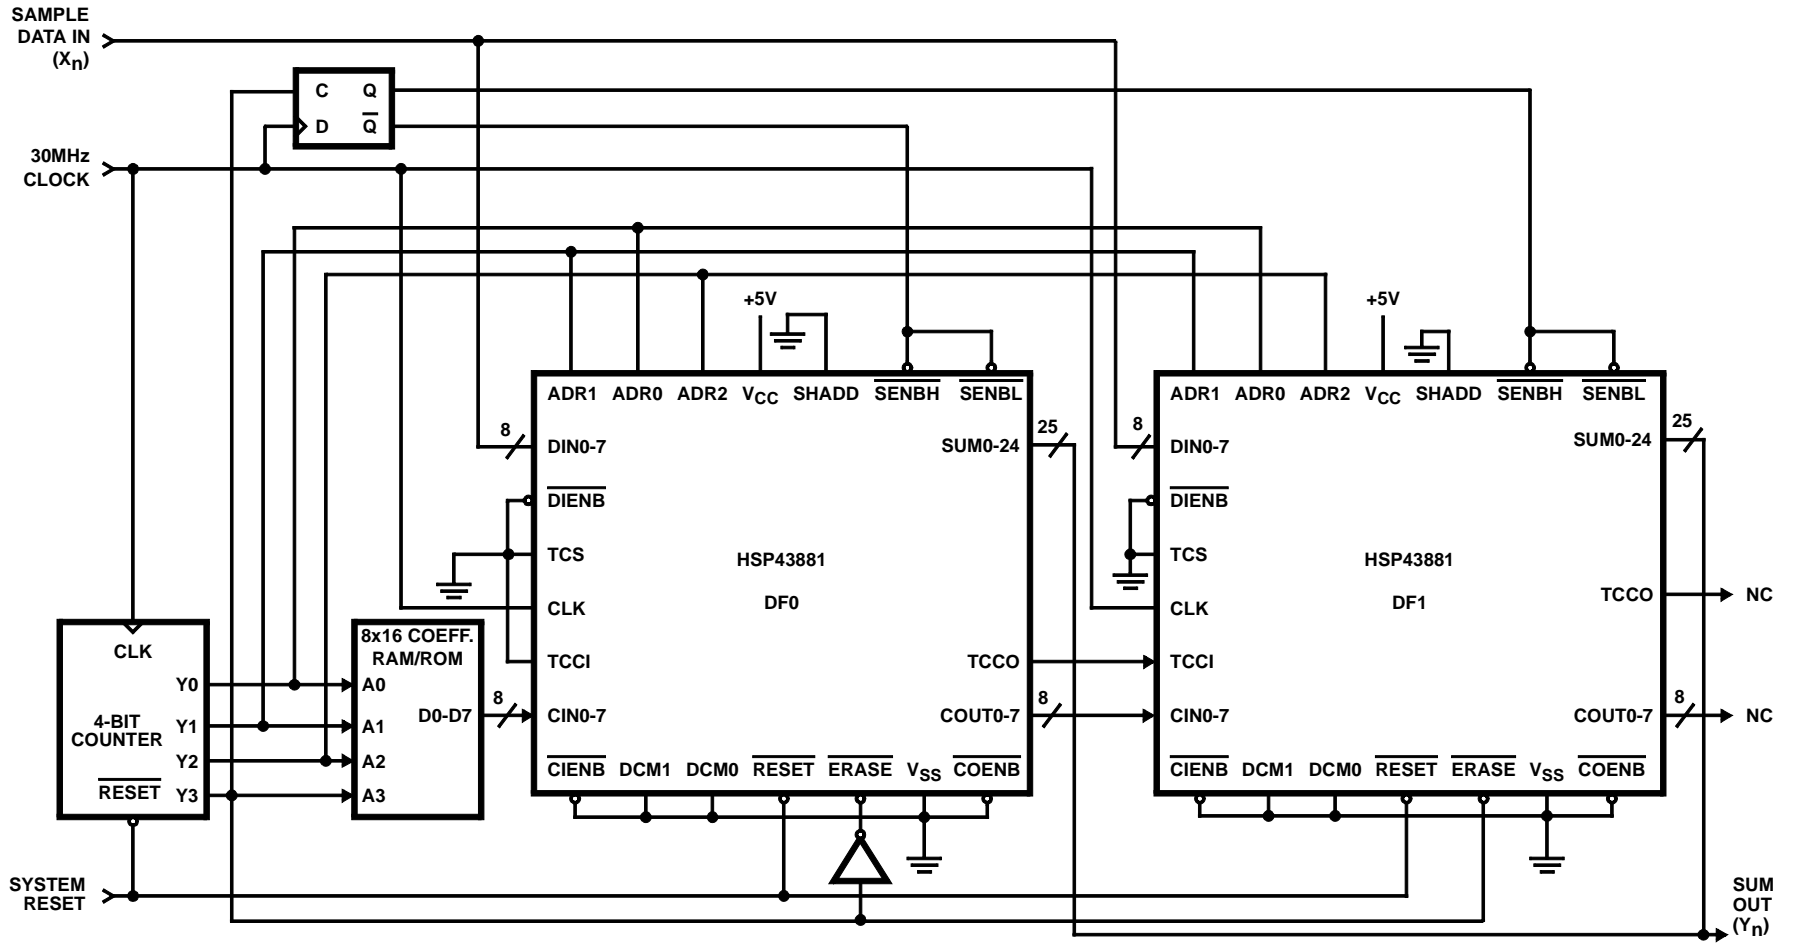 SAMPLE
DATA IN
(Xn)
C Q
D Q
30MHz
CLOCK
+5V
+5V
ADR1 ADR0 ADR2 VCC SHADD SENBH SENBL
ADR1 ADR0 ADR2 VCC SHADD SENBH SENBL
8
DIN0-7
SUM0-24
25
8
DIN0-7
SUM0-24
25
DIENB
DIENB
TCS
HSP43881
TCS
HSP43881
CLK
DF0
CLK
DF1
TCCO
NC
TCCI
TCCO
TCCI
CLK
4-BIT
COUNTER
RESET
Y0
Y1
Y2
Y3
8x16 COEFF.
RAM/ROM
A0
A1
A2
A3
D0-D7
8
CIN0-7
COUT0-7
8
CIN0-7
COUT0-7
8
NC
CIENB DCM1 DCM0 RESET ERASE VSS COENB
CIENB DCM1 DCM0 RESET ERASE VSS COENB
SYSTEM
RESET
SUM
OUT
(Yn)